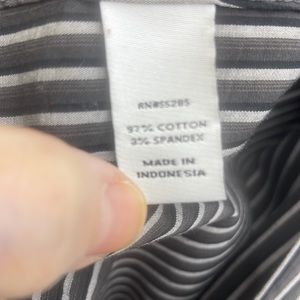 RN#55285
97% COTTON
3% SPANDEX
MADE IN
INDONESIA